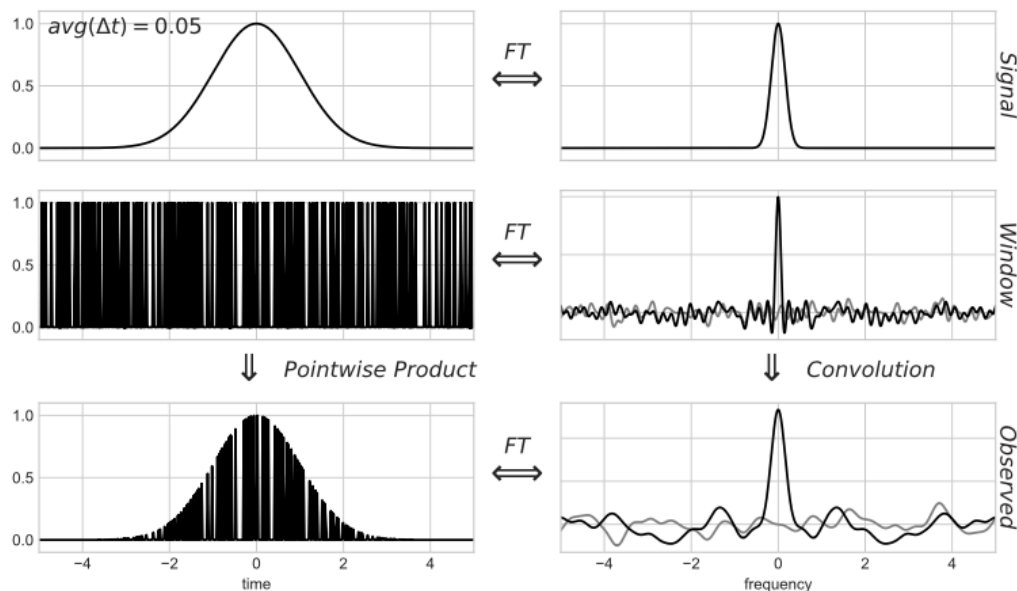 avg(Δt) = 0.05
1.0
0.5
0.0
FT
⇔
Signal
1.0
0.5
0.0
FT
⇔
Window
⇓ Pointwise Product
⇓ Convolution
1.0
0.5
0.0
FT
⇔
Observed
−4 −2 0 2 4
time
−4 −2 0 2 4
frequency